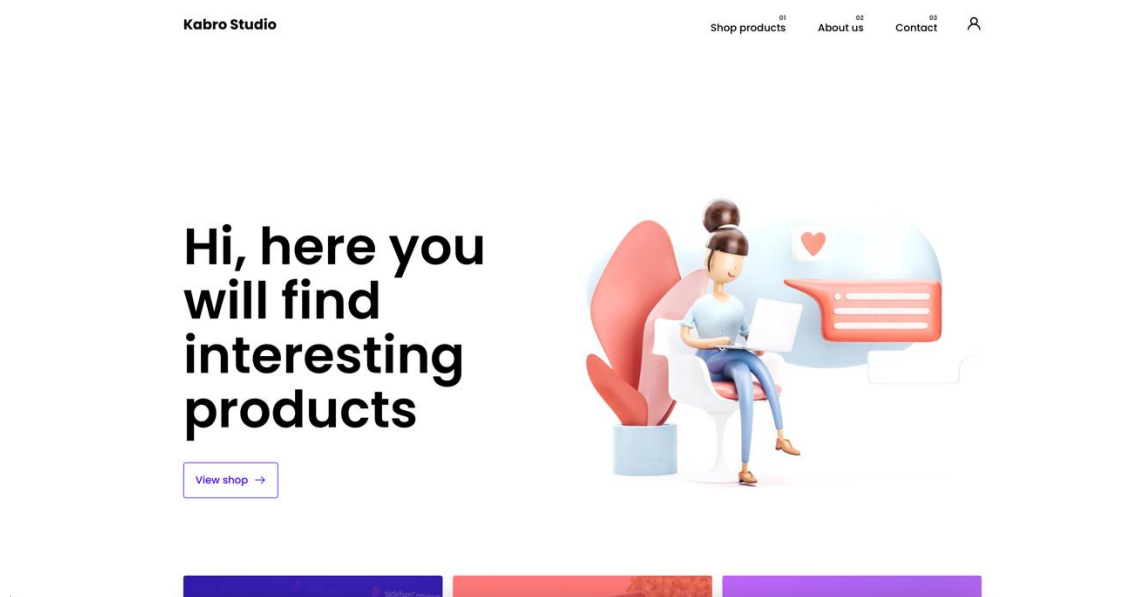 Kabro Studio
01
Shop products
02
About us
03
Contact
Hi, here you
will find
interesting
products
View shop →